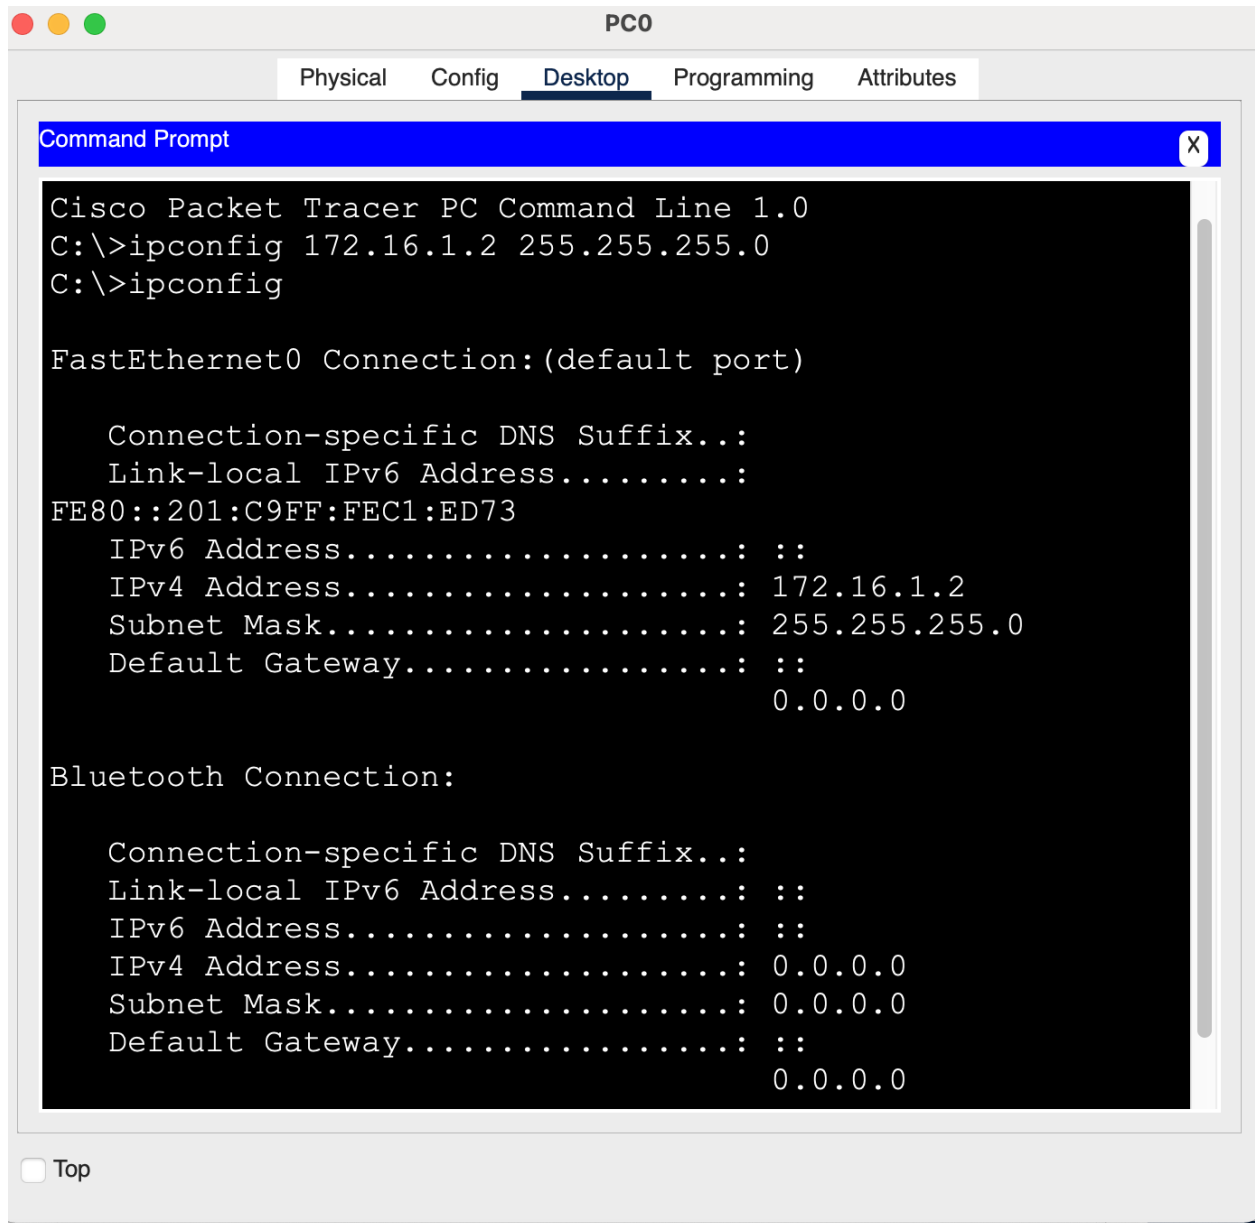 PC0
Physical Config Desktop Programming Attributes
Command Prompt
X
Cisco Packet Tracer PC Command Line 1.0
C:\>ipconfig 172.16.1.2 255.255.255.0
C:\>ipconfig
FastEthernet0 Connection:(default port)
Connection-specific DNS Suffix..:
Link-local IPv6 Address.........:
FE80::201:C9FF:FEC1:ED73
IPv6 Address....................: ::
IPv4 Address....................: 172.16.1.2
Subnet Mask.....................: 255.255.255.0
Default Gateway.................: ::
0.0.0.0
Bluetooth Connection:
Connection-specific DNS Suffix..:
Link-local IPv6 Address.........: ::
IPv6 Address....................: ::
IPv4 Address....................: 0.0.0.0
Subnet Mask.....................: 0.0.0.0
Default Gateway.................: ::
0.0.0.0
Top